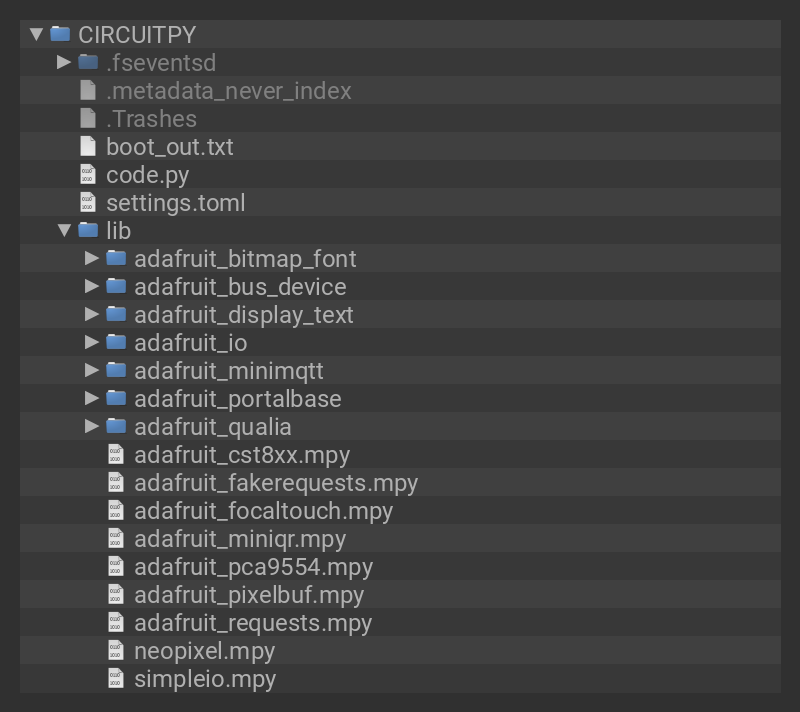 CIRCUITPY
.fseventsd
.metadata_never_index
.Trashes
boot_out.txt
code.py
settings.toml
lib
adafruit_bitmap_font
adafruit_bus_device
adafruit_display_text
adafruit_io
adafruit_minimqtt
adafruit_portalbase
adafruit_qualia
adafruit_cst8xx.mpy
adafruit_fakerequests.mpy
adafruit_focaltouch.mpy
adafruit_miniqr.mpy
adafruit_pca9554.mpy
adafruit_pixelbuf.mpy
adafruit_requests.mpy
neopixel.mpy
simpleio.mpy